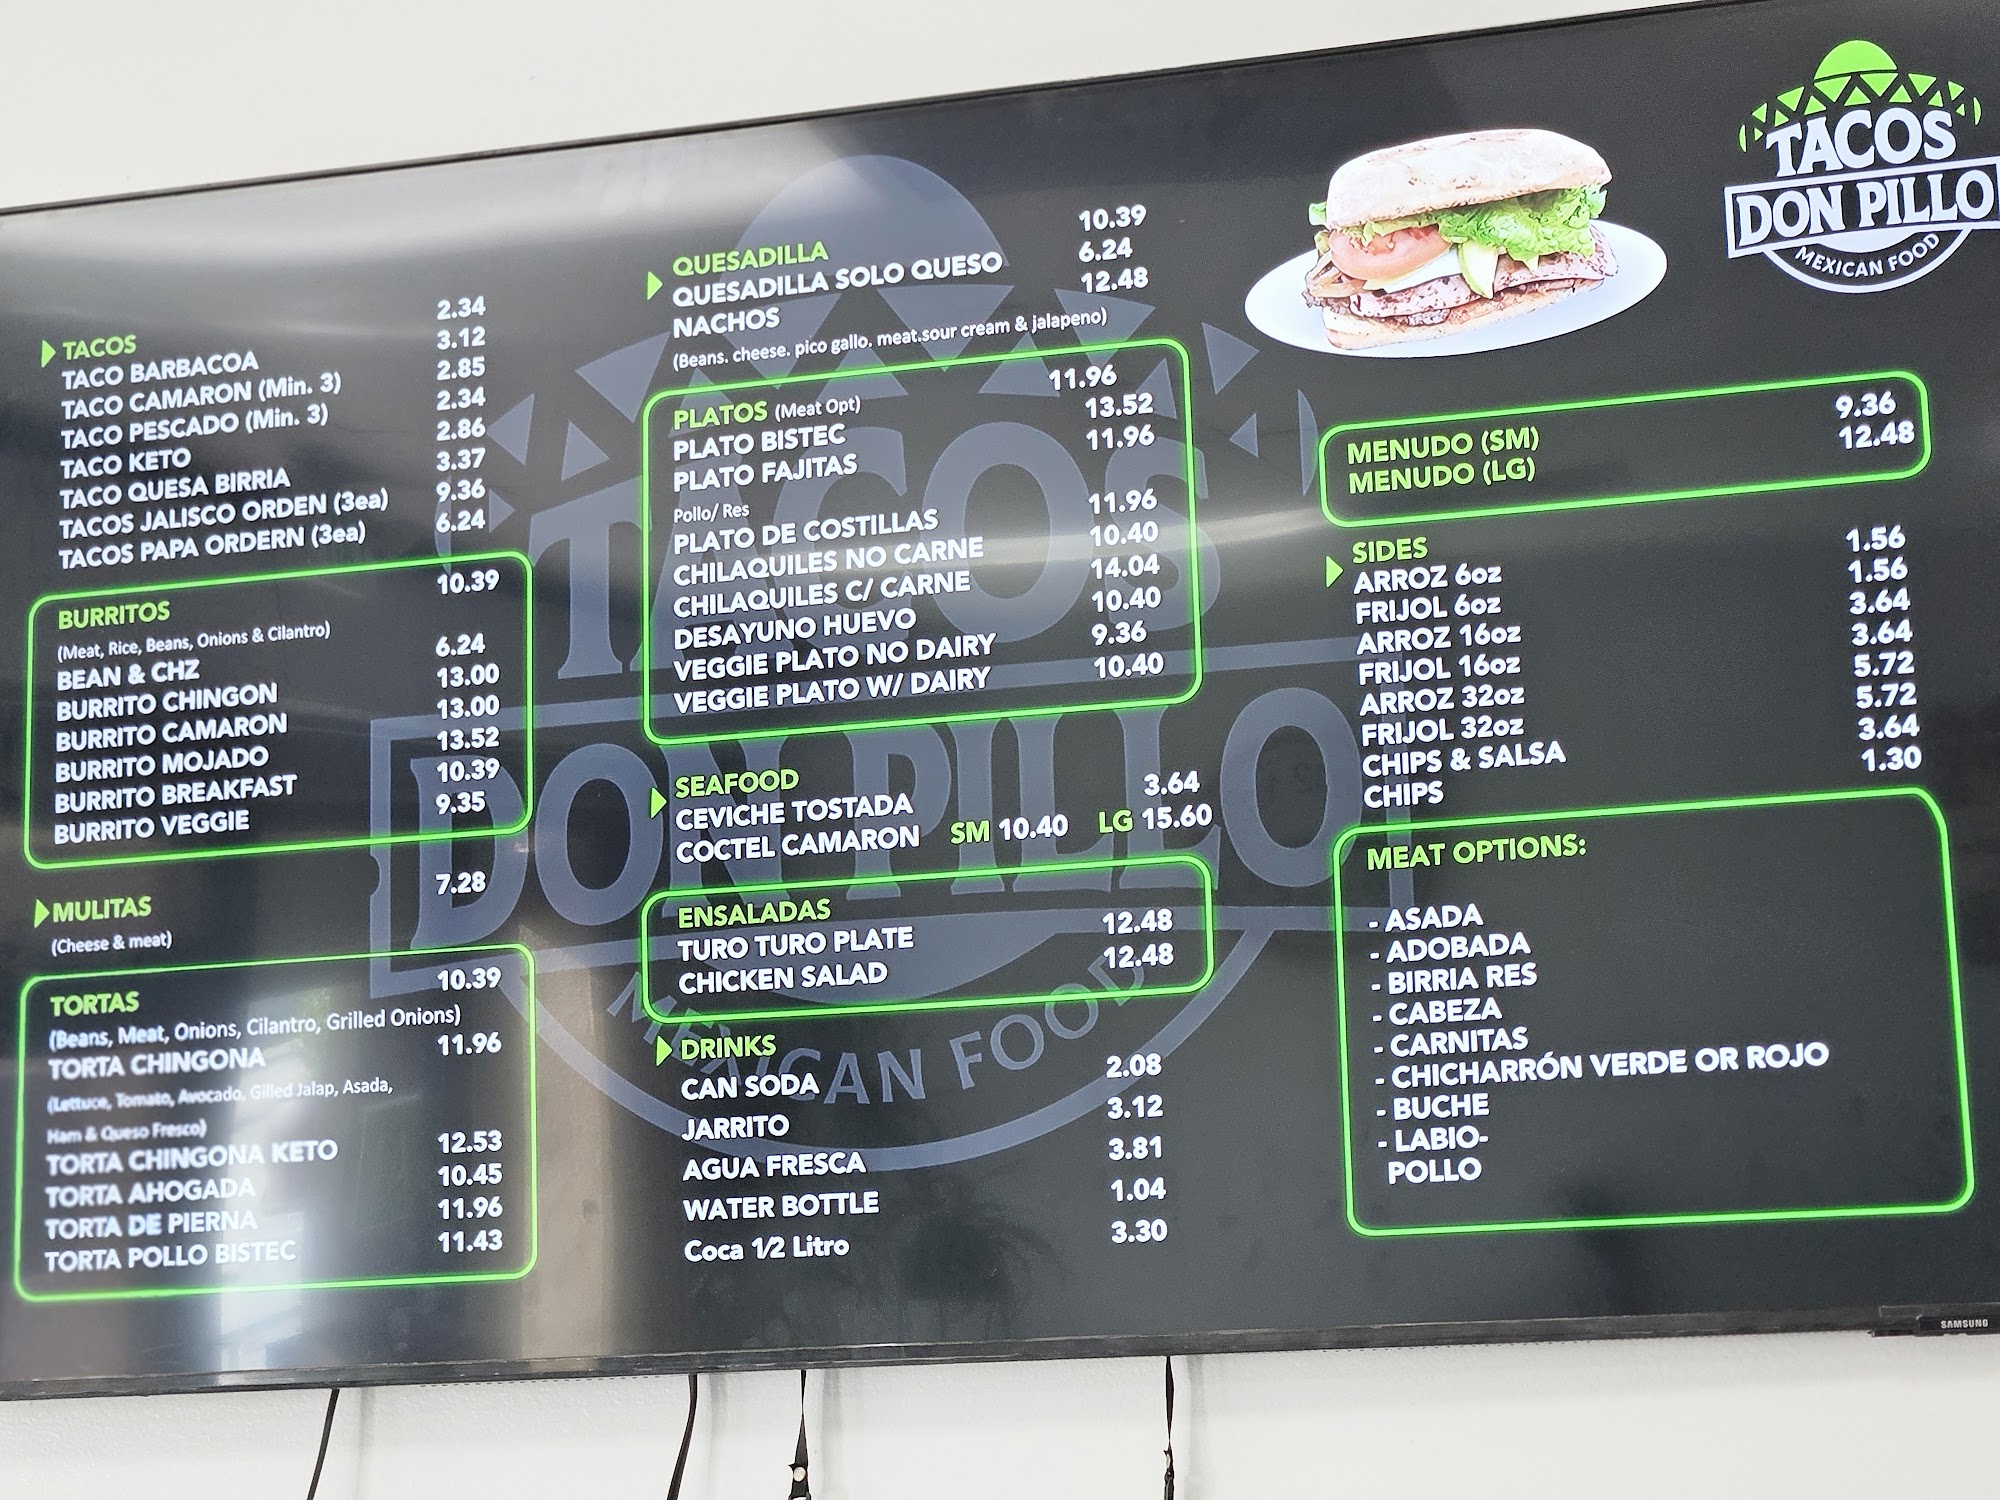 TACOS 2.34
TACO BARBACOA 3.12
TACO CAMARON (Min. 3) 2.85
TACO PESCADO (Min. 3) 2.34
TACO KETO 2.86
TACO QUESA BIRRIA 3.37
TACOS JALISCO ORDEN (3ea) 9.36
TACOS PAPA ORDERN (3ea) 6.24
BURRITOS 10.39
(Meat, Rice, Beans, Onions & Cilantro)
BEAN & CHZ 6.24
BURRITO CHINGON 13.00
BURRITO CAMARON 13.00
BURRITO MOJADO 13.52
BURRITO BREAKFAST 10.39
BURRITO VEGGIE 9.35
MULITAS 7.28
(Cheese & meat)
TORTAS 10.39
(Beans, Meat, Onions, Cilantro, Grilled Onions)
TORTA CHINGONA 11.96
(Lettuce, Tomato, Avocado, Gilled Jalap, Asada,
Ham & Queso Fresco)
TORTA CHINGONA KETO 12.53
TORTA AHOGADA 10.45
TORTA DE PIERNA 11.96
TORTA POLLO BISTEC 11.43
QUESADILLA 10.39
QUESADILLA SOLO QUESO 6.24
NACHOS 12.48
(Beans. cheese. pico gallo. meat.sour cream & jalapeno)
PLATOS (Meat Opt) 11.96
PLATO BISTEC 13.52
PLATO FAJITAS 11.96
Pollo/ Res
PLATO DE COSTILLAS 11.96
CHILAQUILES NO CARNE 10.40
CHILAQUILES C/ CARNE 14.04
DESAYUNO HUEVO 10.40
VEGGIE PLATO NO DAIRY 9.36
VEGGIE PLATO W/ DAIRY 10.40
SEAFOOD
CEVICHE TOSTADA 3.64
COCTEL CAMARON SM 10.40 LG 15.60
ENSALADAS
TURO TURO PLATE 12.48
CHICKEN SALAD 12.48
DRINKS
CAN SODA 2.08
JARRITO 3.12
AGUA FRESCA 3.81
WATER BOTTLE 1.04
Coca 1/2 Litro 3.30
TACOS
DON PILLO
MEXICAN FOOD
TACOS
DON PILLO
MEXICAN FOOD
MENUDO (SM) 9.36
MENUDO (LG) 12.48
SIDES
ARROZ 6oz 1.56
FRIJOL 6oz 1.56
ARROZ 16oz 3.64
FRIJOL 16oz 3.64
ARROZ 32oz 5.72
FRIJOL 32oz 5.72
CHIPS & SALSA 3.64
CHIPS 1.30
MEAT OPTIONS:
- ASADA
- ADOBADA
- BIRRIA RES
- CABEZA
- CARNITAS
- CHICHARRÓN VERDE OR ROJO
- BUCHE
- LABIO-
POLLO
SAMSUNG